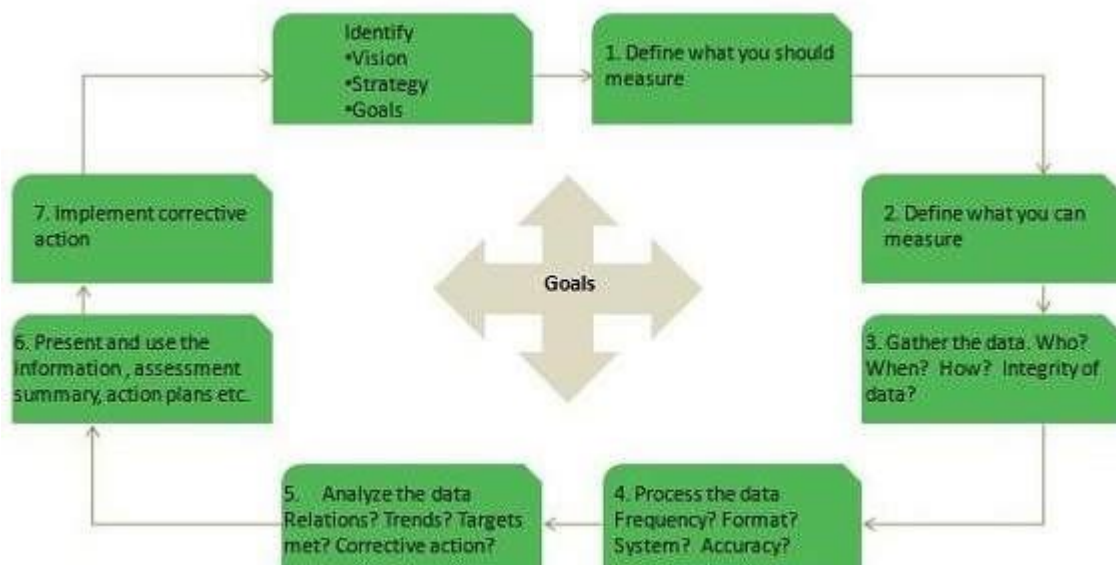 Identify
•Vision
•Strategy
•Goals
1. Define what you should
measure
2. Define what you can
measure
3. Gather the data. Who?
When? How? Integrity of
data?
4. Process the data
Frequency? Format?
System? Accuracy?
5. Analyze the data
Relations? Trends? Targets
met? Corrective action?
6. Present and use the
information , assessment
summary, action plans etc.
7. Implement corrective
action
Goals